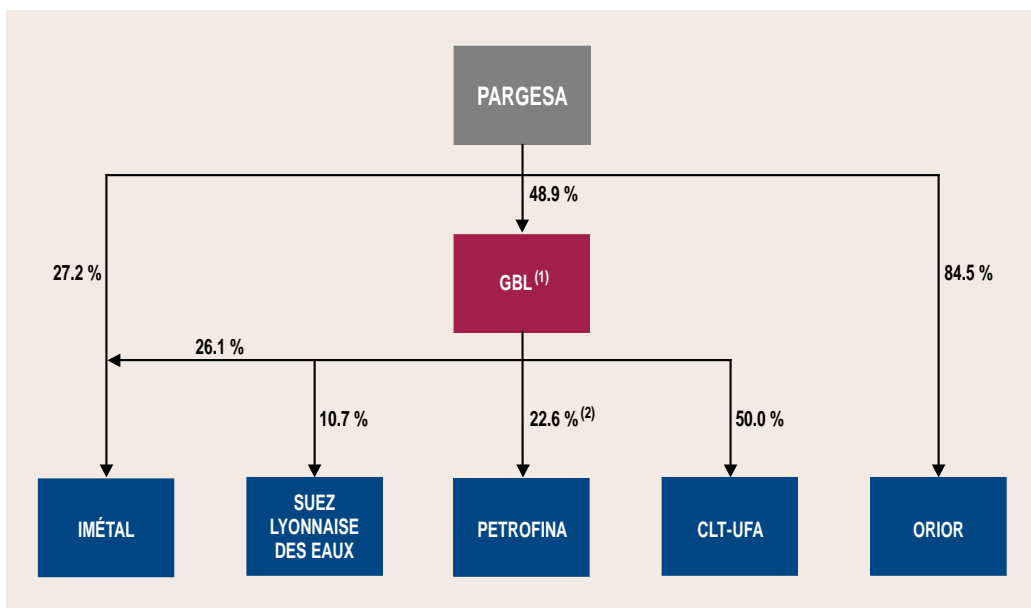 PARGESA
48.9 %
27.2 %
GBL (1)
84.5 %
26.1 %
10.7 %
22.6 % (2)
50.0 %
IMÉTAL
SUEZ
LYONNAISE
DES EAUX
PETROFINA
CLT-UFA
ORIOR